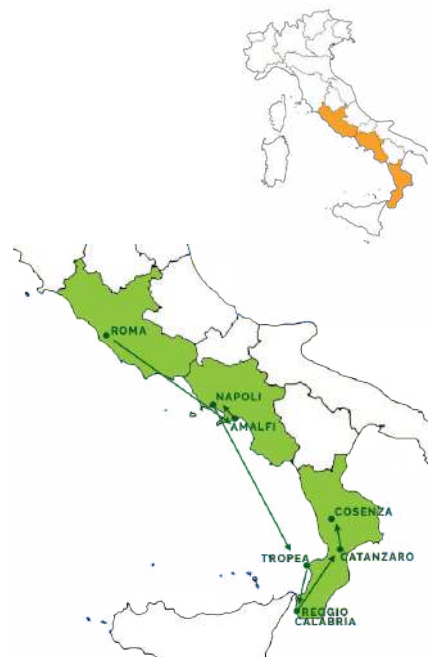 ROMA
NAPOLI
AMALFI
COSENZA
TROPEA
CATANZARO
REGGIO
CALABRIA